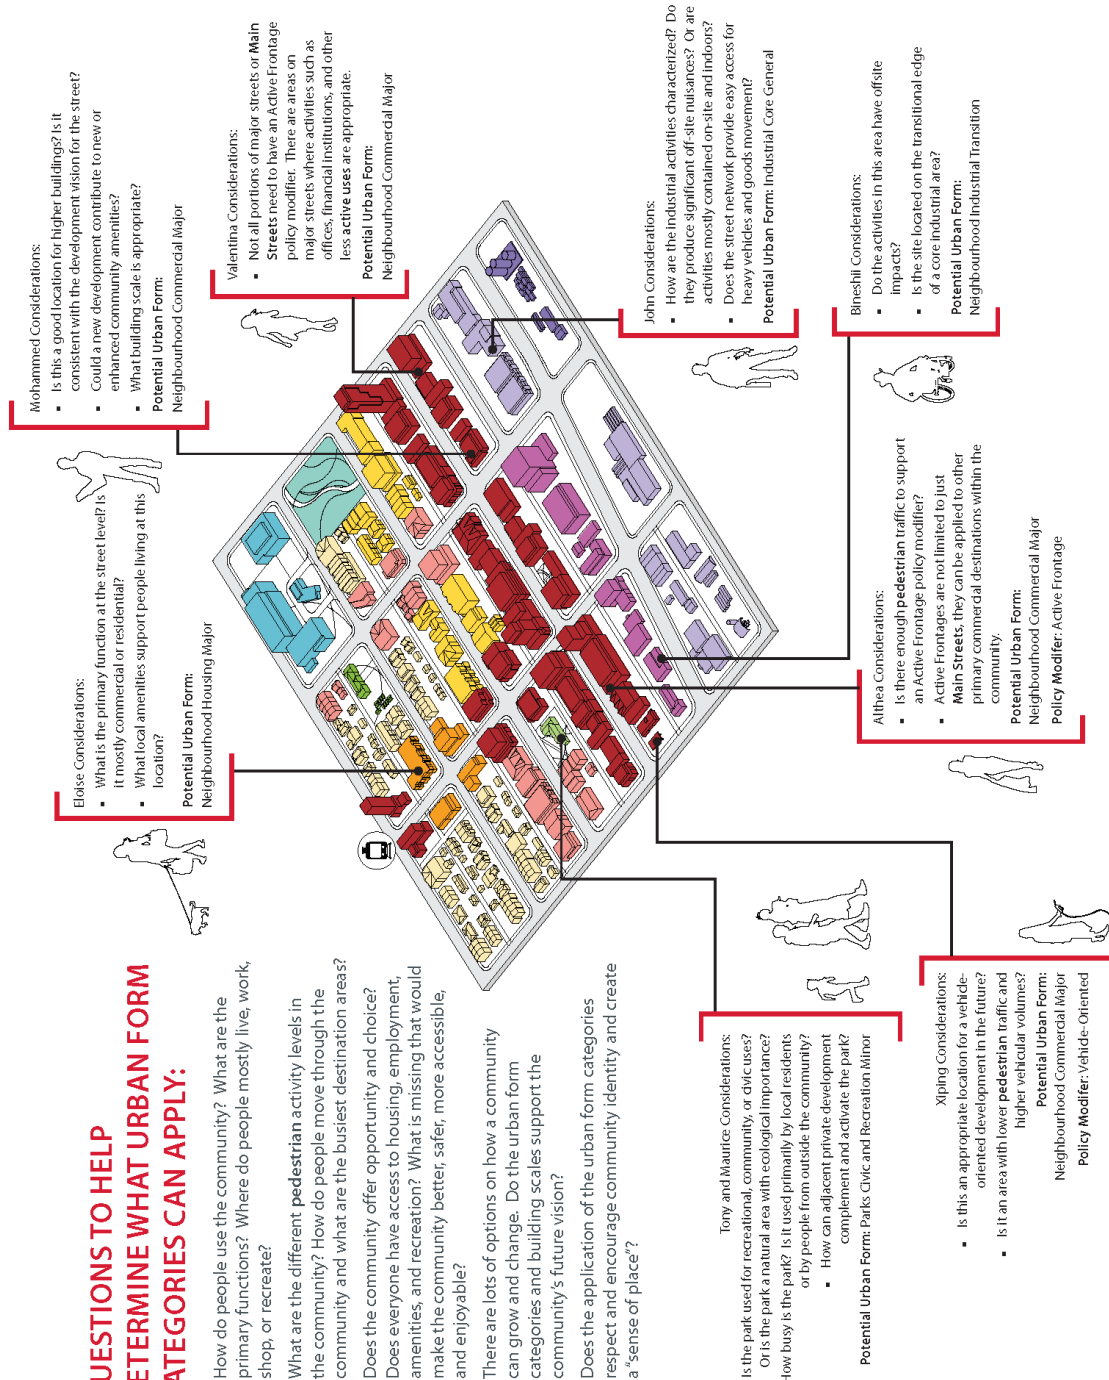 UESTIONS TO HELP
ETERMINE WHAT URBAN FORM
ATEGORIES CAN APPLY:
How do people use the community? What are the
primary functions? Where do people mostly live, work,
shop, or recreate?
What are the different pedestrian activity levels in
the community? How do people move through the
community and what are the busiest destination areas?
Does the community offer opportunity and choice?
Does everyone have access to housing, employment,
amenities, and recreation? What is missing that would
make the community better, safer, more accessible,
and enjoyable?
There are lots of options on how a community
can grow and change. Do the urban form
categories and building scales support the
community's future vision?
Does the application of the urban form categories
respect and encourage community identity and create
a "sense of place"?
Eloise Considerations:
▪ What is the primary function at the street level? Is
it mostly commercial or residential?
▪ What local amenities support people living at this
location?
Potential Urban Form:
Neighbourhood Housing Major
Mohammed Considerations:
▪ Is this a good location for higher buildings? Is it
consistent with the development vision for the street?
▪ Could a new development contribute to new or
enhanced community amenities?
▪ What building scale is appropriate?
Potential Urban Form:
Neighbourhood Commercial Major
Valentina Considerations:
▪ Not all portions of major streets or Main
Streets need to have an Active Frontage
policy modifier. There are areas on
major streets where activities such as
offices, financial institutions, and other
less active uses are appropriate.
Potential Urban Form:
Neighbourhood Commercial Major
John Considerations:
▪ How are the industrial activities characterized? Do
they produce significant off-site nuisances? Or are
activities mostly contained on-site and indoors?
▪ Does the street network provide easy access for
heavy vehicles and goods movement?
Potential Urban Form: Industrial Core General
Bineshii Considerations:
▪ Do the activities in this area have offsite
impacts?
▪ Is the site located on the transitional edge
of a core industrial area?
Potential Urban Form:
Neighbourhood Industrial Transition
Althea Considerations:
▪ Is there enough pedestrian traffic to support
an Active Frontage policy modifier?
▪ Active Frontages are not limited to just
Main Streets, they can be applied to other
primary commercial destinations within the
community.
Potential Urban Form:
Neighbourhood Commercial Major
Policy Modifer: Active Frontage
Tony and Maurice Considerations:
Is the park used for recreational, community, or civic uses?
Or is the park a natural area with ecological importance?
How busy is the park? Is it used primarily by local residents
or by people from outside the community?
▪ How can adjacent private development
complement and activate the park?
Potential Urban Form: Parks Civic and Recreation Minor
Xiping Considerations:
▪ Is this an appropriate location for a vehicle-
oriented development in the future?
▪ Is it an area with lower pedestrian traffic and
higher vehicular volumes?
Potential Urban Form:
Neighbourhood Commercial Major
Policy Modifer: Vehicle-Oriented